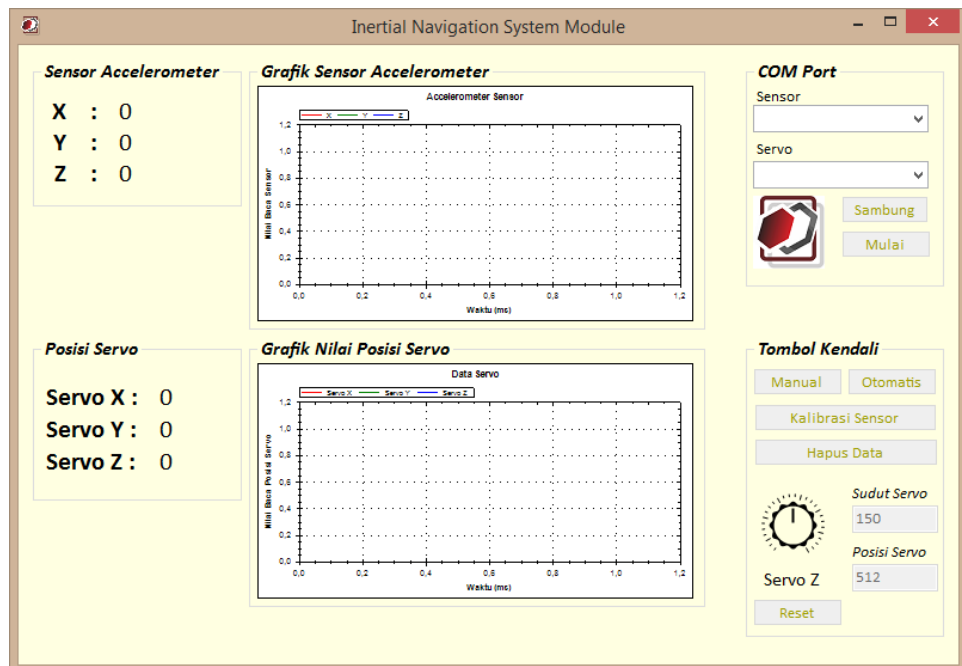 Inertial Navigation System Module
Sensor Accelerometer
X : 0
Y : 0
Z : 0
Grafik Sensor Accelerometer
Accelerometer Sensor
X Y Z
1,2
1,0
0,8
0,6
0,4
0,2
0,0
Nilai Baca Sensor
0,0 0,2 0,4 0,6 0,8 1,0 1,2
Waktu (ms)
COM Port
Sensor
Servo
Sambung
Mulai
Posisi Servo
Servo X : 0
Servo Y : 0
Servo Z : 0
Grafik Nilai Posisi Servo
Data Servo
Servo X Servo Y Servo Z
1,2
1,0
0,8
0,6
0,4
0,2
0,0
Nilai Baca Posisi Servo
0,0 0,2 0,4 0,6 0,8 1,0 1,2
Waktu (ms)
Tombol Kendali
Manual Otomatis
Kalibrasi Sensor
Hapus Data
Sudut Servo
150
Posisi Servo
512
Servo Z
Reset